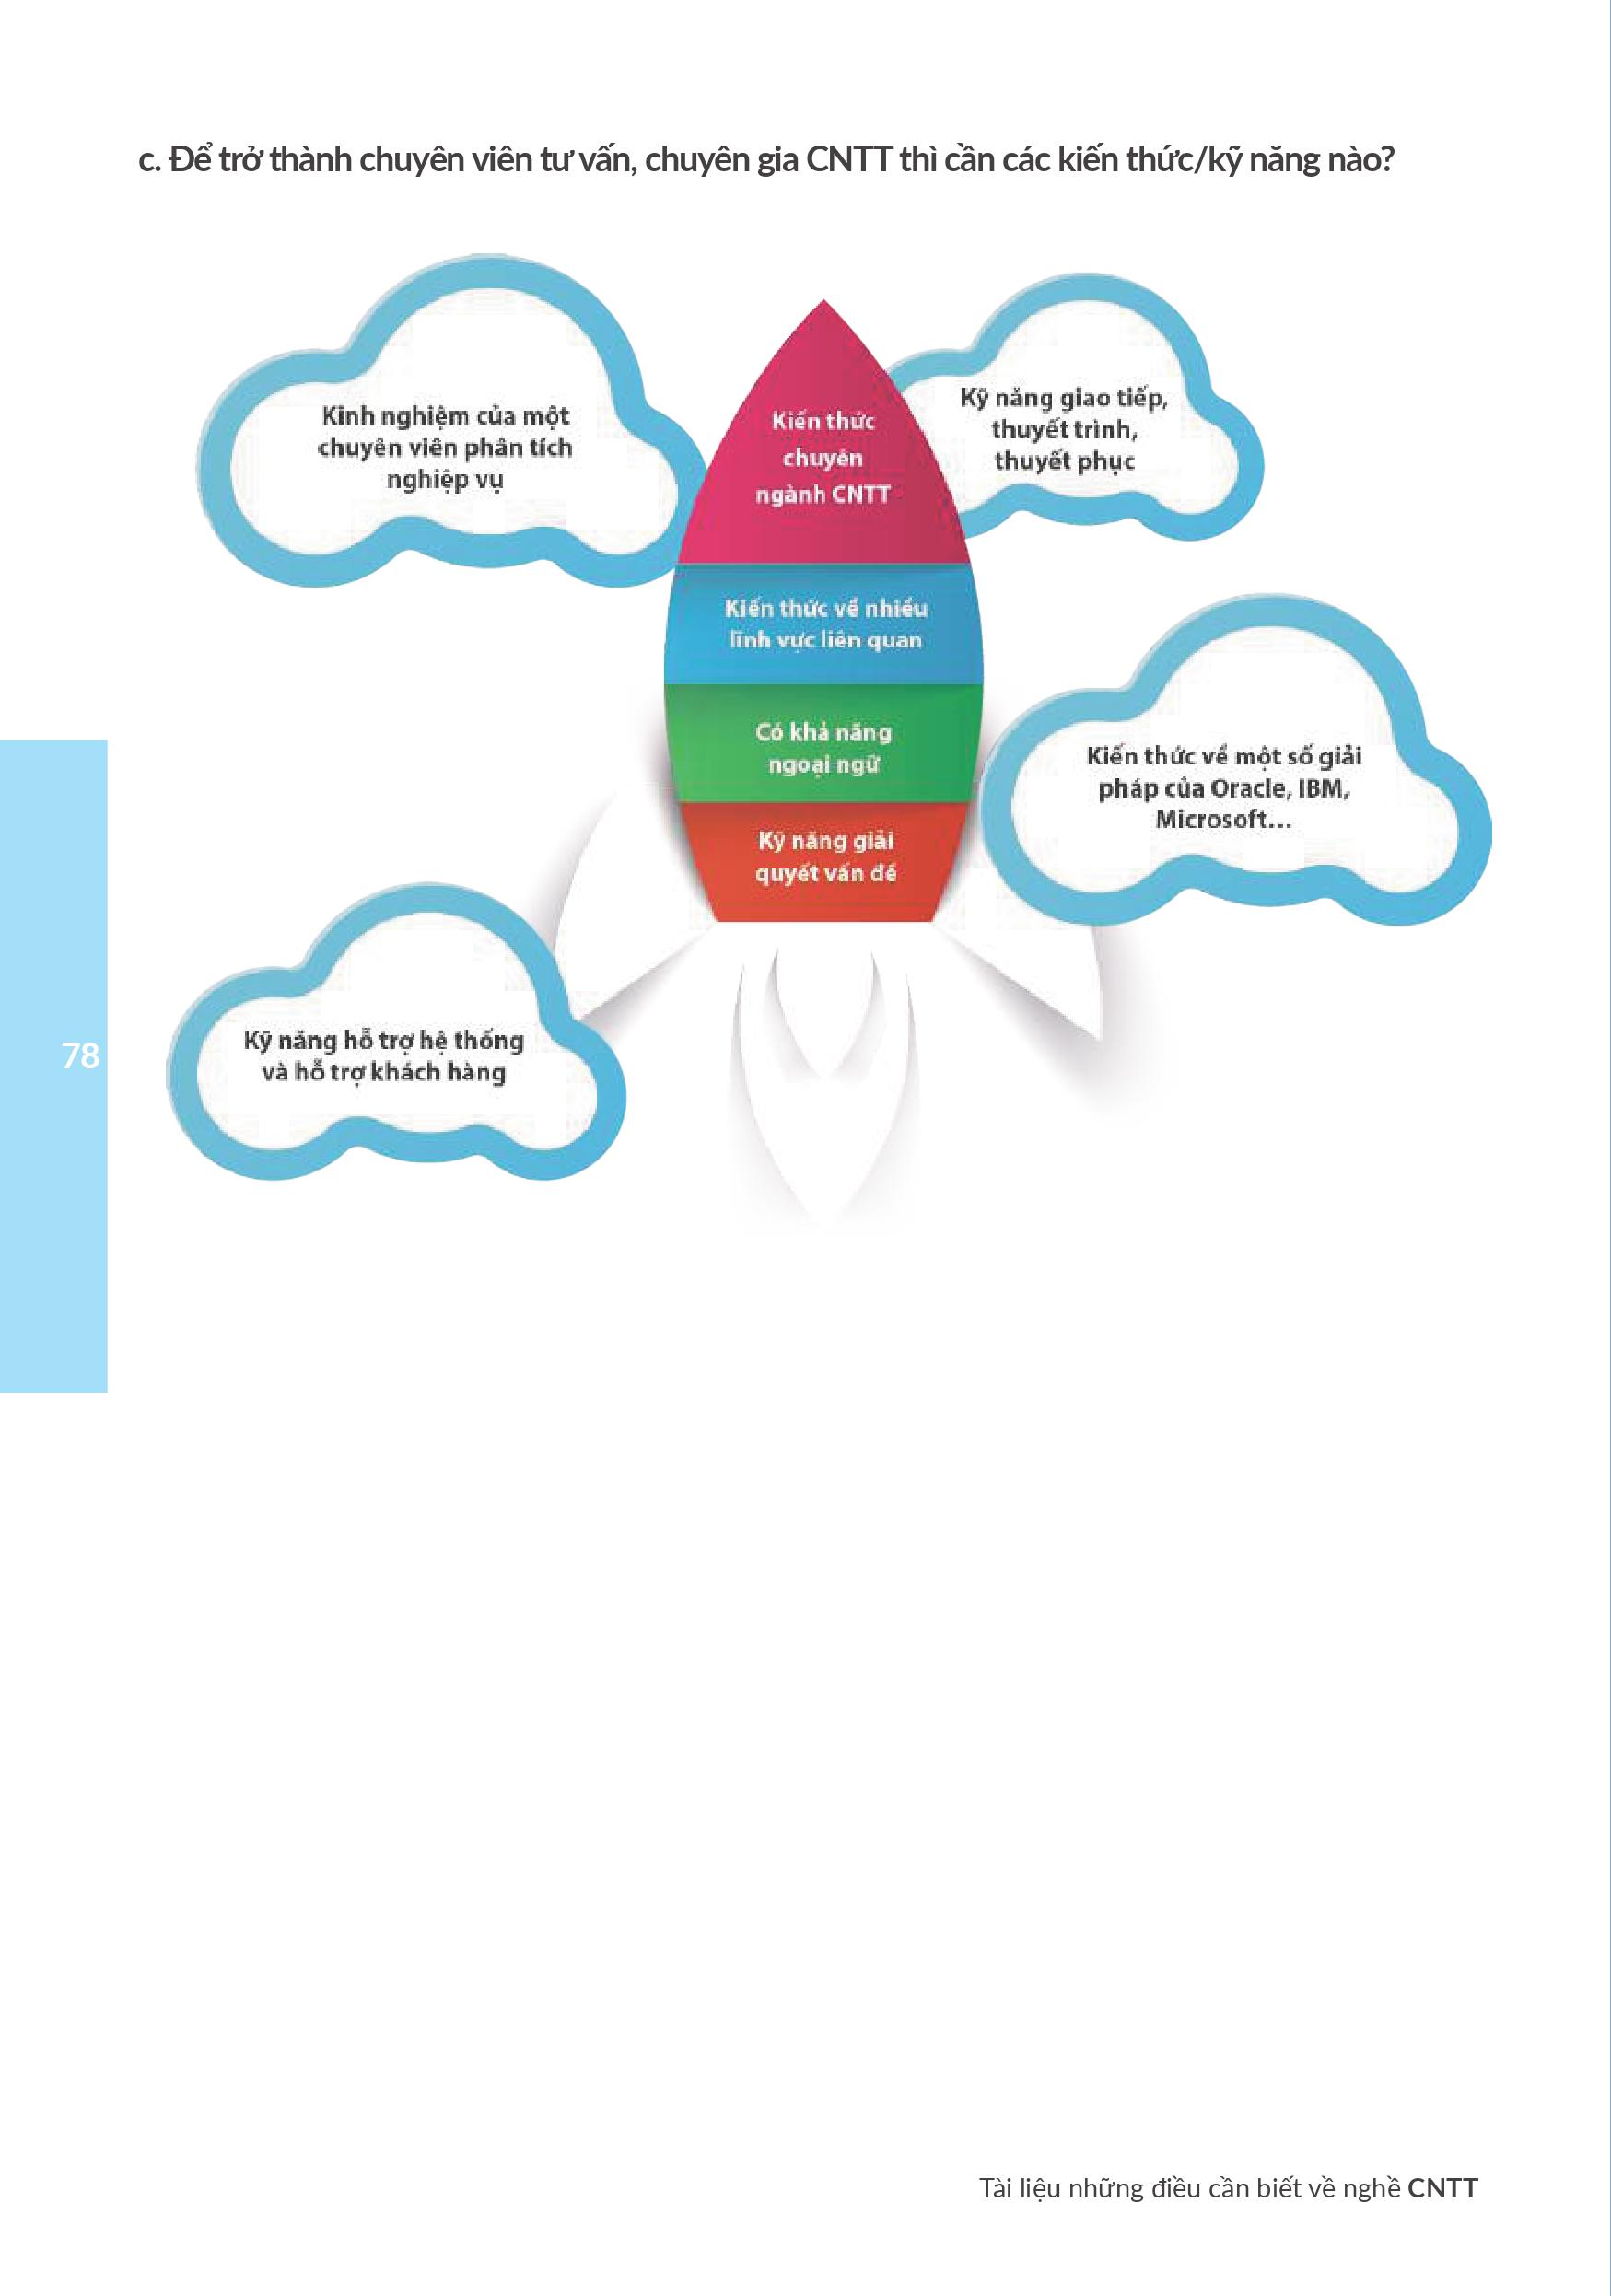 c. Để trở thành chuyên viên tư vấn, chuyên gia CNTT thì cần các kiến thức/kỹ năng nào?
Kinh nghiệm của một
chuyên viên phân tích
nghiệp vụ
Kiến thức
chuyên
ngành CNTT
Kỹ năng giao tiếp,
thuyết trình,
thuyết phục
Kiến thức về nhiều
lĩnh vực liên quan
Có khả năng
ngoại ngữ
Kiến thức về một số giải
pháp của Oracle, IBM,
Microsoft...
Kỹ năng giải
quyết vấn đề
Kỹ năng hỗ trợ hệ thống
và hỗ trợ khách hàng
78
Tài liệu những điều cần biết về nghề CNTT